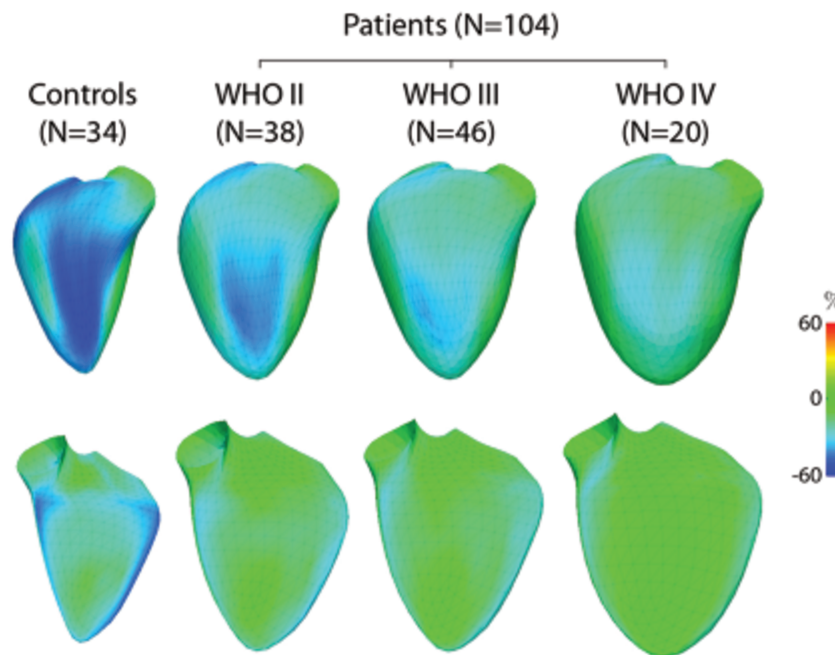 Patients (N=104)
Controls
(N=34)
WHO II
(N=38)
WHO III
(N=46)
WHO IV
(N=20)
%
60
0
-60